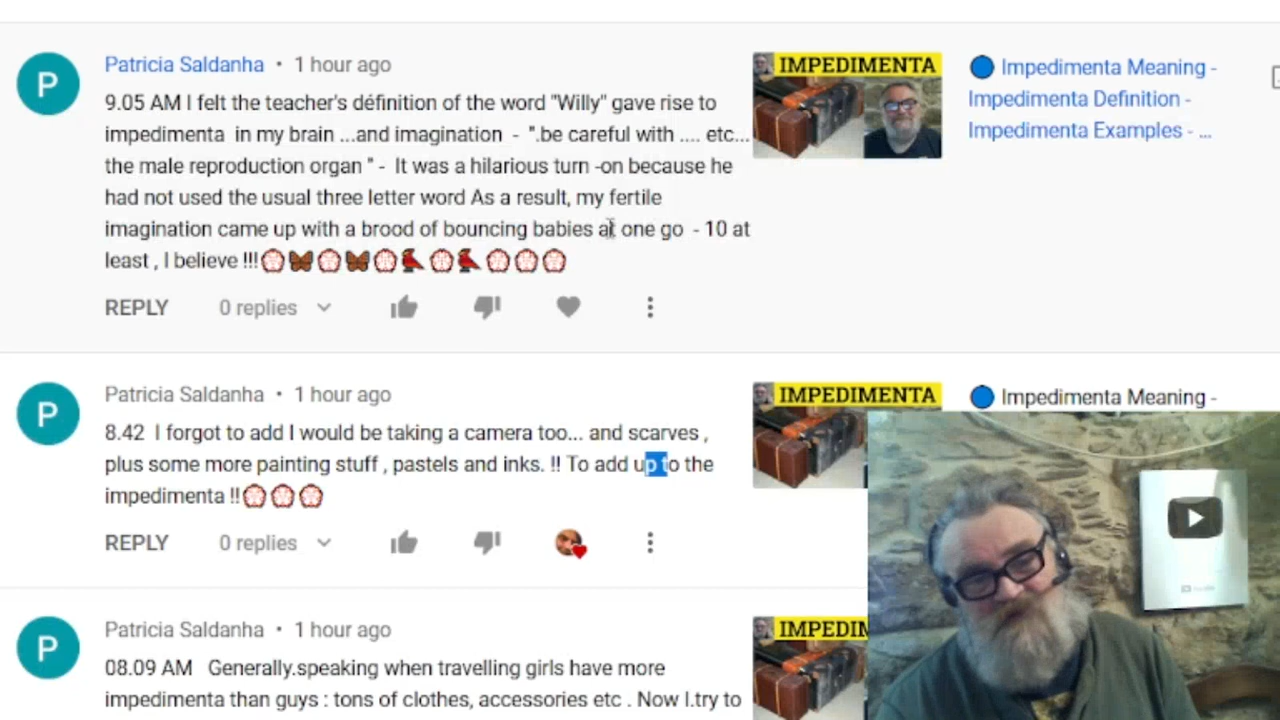 P
Patricia Saldanha • 1 hour ago
9.05 AM I felt the teacher's définition of the word "Willy" gave rise to
impedimenta in my brain ...and imagination - ".be careful with .... etc...
the male reproduction organ " - It was a hilarious turn -on because he
had not used the usual three letter word As a result, my fertile
imagination came up with a brood of bouncing babies at one go - 10 at
least , I believe !!!
REPLY 0 replies
IMPEDIMENTA
Impedimenta Meaning -
Impedimenta Definition -
Impedimenta Examples - ...
P
Patricia Saldanha • 1 hour ago
8.42 I forgot to add I would be taking a camera too... and scarves ,
plus some more painting stuff , pastels and inks. !! To add up to the
impedimenta !!
REPLY 0 replies
IMPEDIMENTA
Impedimenta Meaning -
P
Patricia Saldanha • 1 hour ago
08.09 AM Generally.speaking when travelling girls have more
impedimenta than guys : tons of clothes, accessories etc . Now I.try to
IMPEDIM